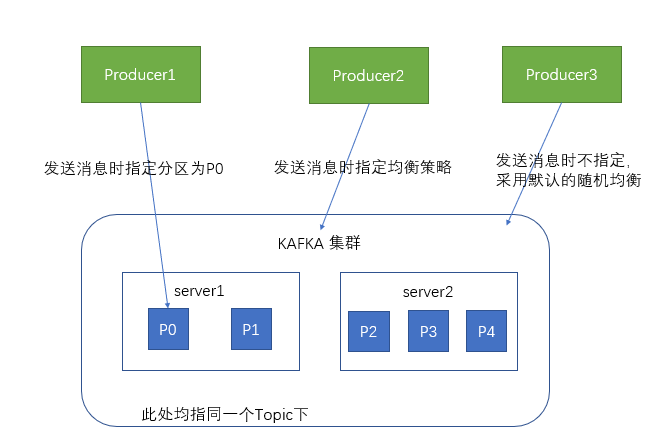 Producer1
Producer2
Producer3
发送消息时指定分区为P0
发送消息时指定均衡策略
发送消息时不指定，
采用默认的随机均衡
KAFKA 集群
server1
server2
P0
P1
P2
P3
P4
此处均指同一个Topic下